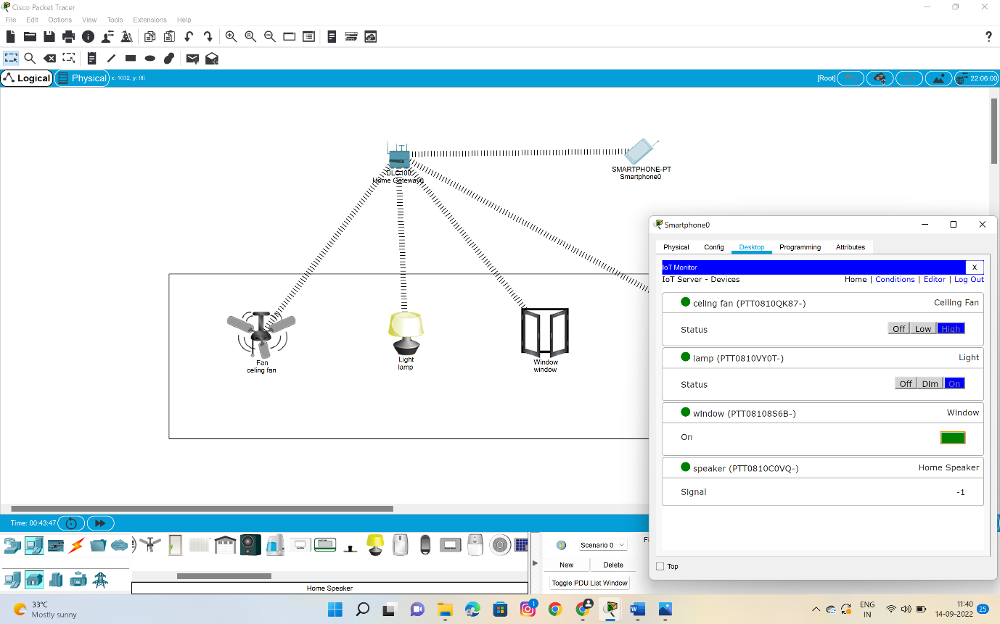 Cisco Packet Tracer
File Edit Options View Tools Extensions Help
?
Logical Physical x: 1032, y: 86 [Root] 22:06:00
SMARTPHONE-PT
Smartphone0
DLC100
Home Gateway0
Fan
celing fan
Light
lamp
Window
window
Smartphone0
Physical Config Desktop Programming Attributes
IoT Monitor X
IoT Server - Devices Home | Conditions | Editor | Log Out
celing fan (PTT0810QK87-) Ceiling Fan
Status Off Low High
lamp (PTT0810VY0T-) Light
Status Off Dim On
window (PTT08108S6B-) Window
On
speaker (PTT0810C0VQ-) Home Speaker
Signal -1
Top
Time: 00:43:47
Scenario 0 Fi
New Delete
Toggle PDU List Window
Home Speaker
33°C
Mostly sunny
1
W
ENG
IN
11:40
14-09-2022
25